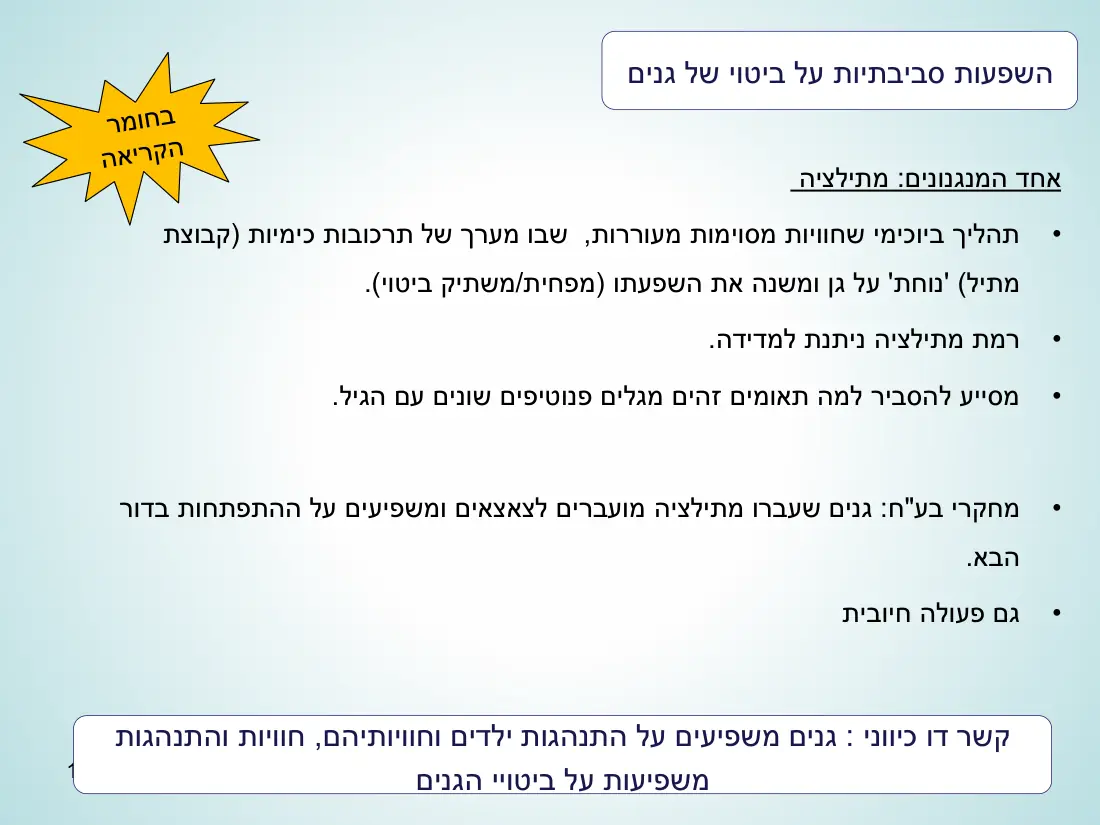 השפעות סביבתיות על ביטוי של גנים
בחומר
הקריאה
אחד המנגנונים: מתילציה
• תהליך ביוכימי שחוויות מסוימות מעוררות, שבו מערך של תרכובות כימיות (קבוצת
מתיל) 'נוחת' על גן ומשנה את השפעתו (מפחית/משתיק ביטוי).
• רמת מתילציה ניתנת למדידה.
• מסייע להסביר למה תאומים זהים מגלים פנוטיפים שונים עם הגיל.
• מחקרי בע"ח: גנים שעברו מתילציה מועברים לצאצאים ומשפיעים על ההתפתחות בדור
הבא.
• גם פעולה חיובית
קשר דו כיווני : גנים משפיעים על התנהגות ילדים וחוויותיהם, חוויות והתנהגות
משפיעות על ביטויי הגנים